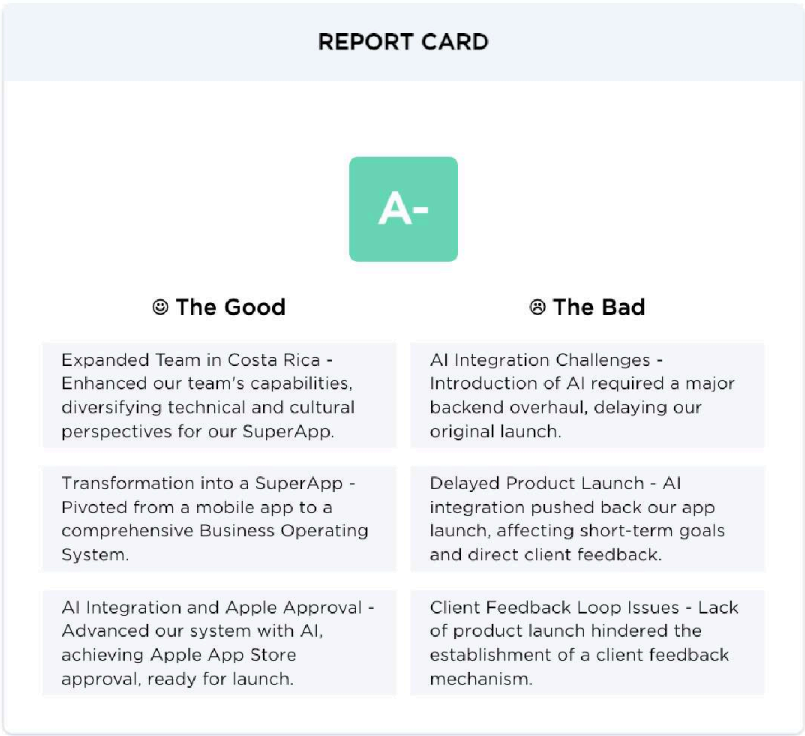 REPORT CARD
A-
☺ The Good
Expanded Team in Costa Rica -
Enhanced our team's capabilities,
diversifying technical and cultural
perspectives for our SuperApp.
Transformation into a SuperApp -
Pivoted from a mobile app to a
comprehensive Business Operating
System.
AI Integration and Apple Approval -
Advanced our system with AI,
achieving Apple App Store
approval, ready for launch.
☹ The Bad
AI Integration Challenges -
Introduction of AI required a major
backend overhaul, delaying our
original launch.
Delayed Product Launch - AI
integration pushed back our app
launch, affecting short-term goals
and direct client feedback.
Client Feedback Loop Issues - Lack
of product launch hindered the
establishment of a client feedback
mechanism.